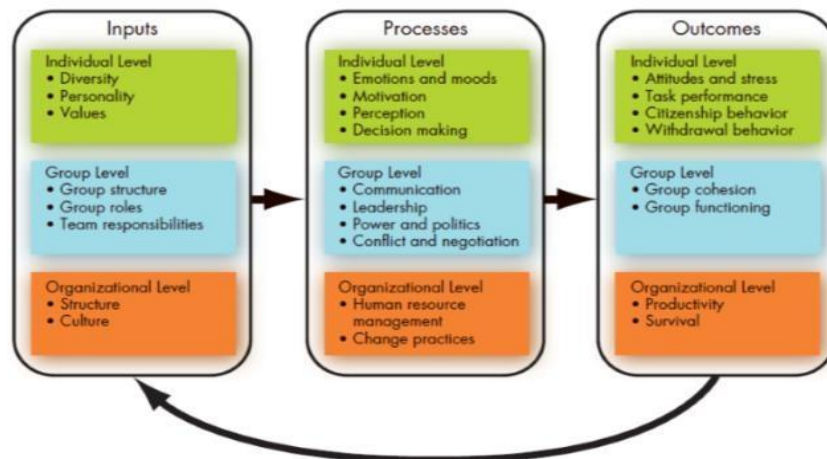 Inputs
Individual Level
• Diversity
• Personality
• Values
Group Level
• Group structure
• Group roles
• Team responsibilities
Organizational Level
• Structure
• Culture
Processes
Individual Level
• Emotions and moods
• Motivation
• Perception
• Decision making
Group Level
• Communication
• Leadership
• Power and politics
• Conflict and negotiation
Organizational Level
• Human resource
management
• Change practices
Outcomes
Individual Level
• Attitudes and stress
• Task performance
• Citizenship behavior
• Withdrawal behavior
Group Level
• Group cohesion
• Group functioning
Organizational Level
• Productivity
• Survival